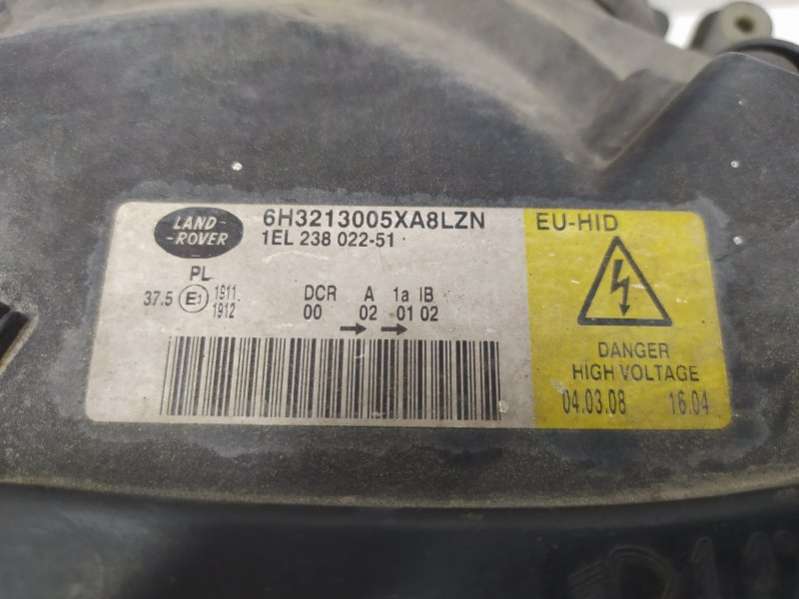 LAND-
-ROVER
6H3213005XA8LZN
1EL 238 022-51
PL
37.5 E1 1911. 1912
DCR A 1a IB
00 02 01 02
EU-HID
DANGER
HIGH VOLTAGE
04.03.08 16.04